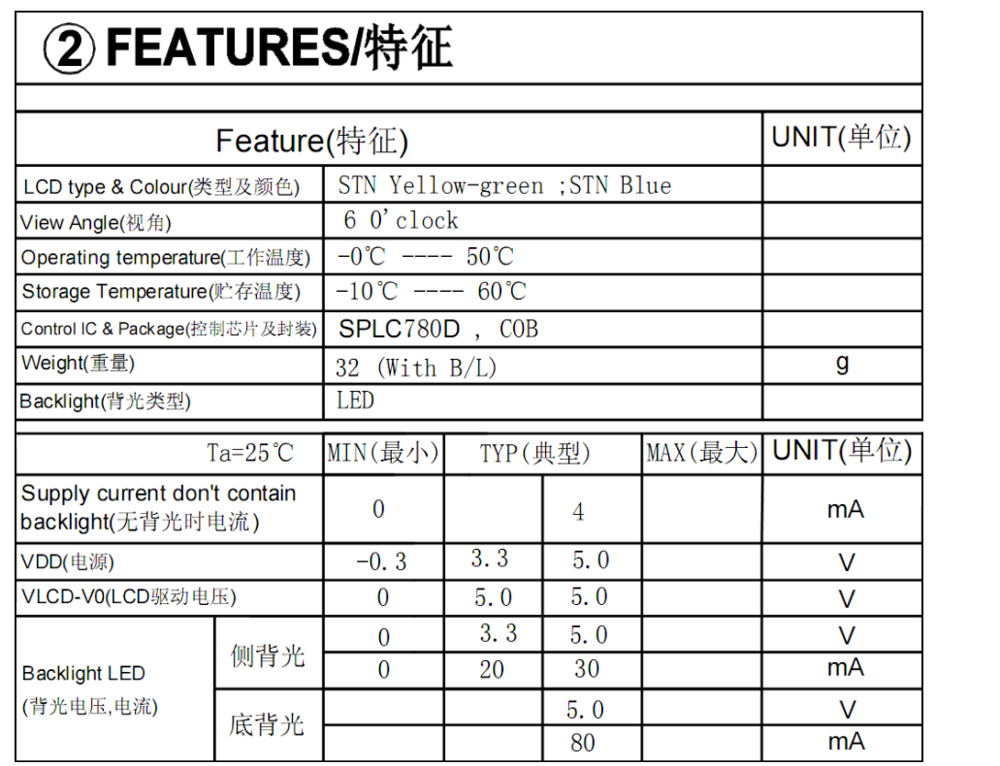 ② FEATURES/特征
Feature(特征) UNIT(单位)
LCD type & Colour(类型及颜色) STN Yellow-green ;STN Blue
View Angle(视角) 6 0'clock
Operating temperature(工作温度) -0℃ ---- 50℃
Storage Temperature(贮存温度) -10℃ ---- 60℃
Control IC & Package(控制芯片及封装) SPLC780D , COB
Weight(重量) 32 (With B/L) g
Backlight(背光类型) LED
Ta=25℃ MIN(最小) TYP(典型) MAX(最大) UNIT(单位)
Supply current don't contain
backlight(无背光时电流) 0 4 mA
VDD(电源) -0.3 3.3 5.0 V
VLCD-V0(LCD驱动电压) 0 5.0 5.0 V
Backlight LED
(背光电压,电流)
侧背光 0 3.3 5.0 V
0 20 30 mA
底背光 5.0 V
80 mA